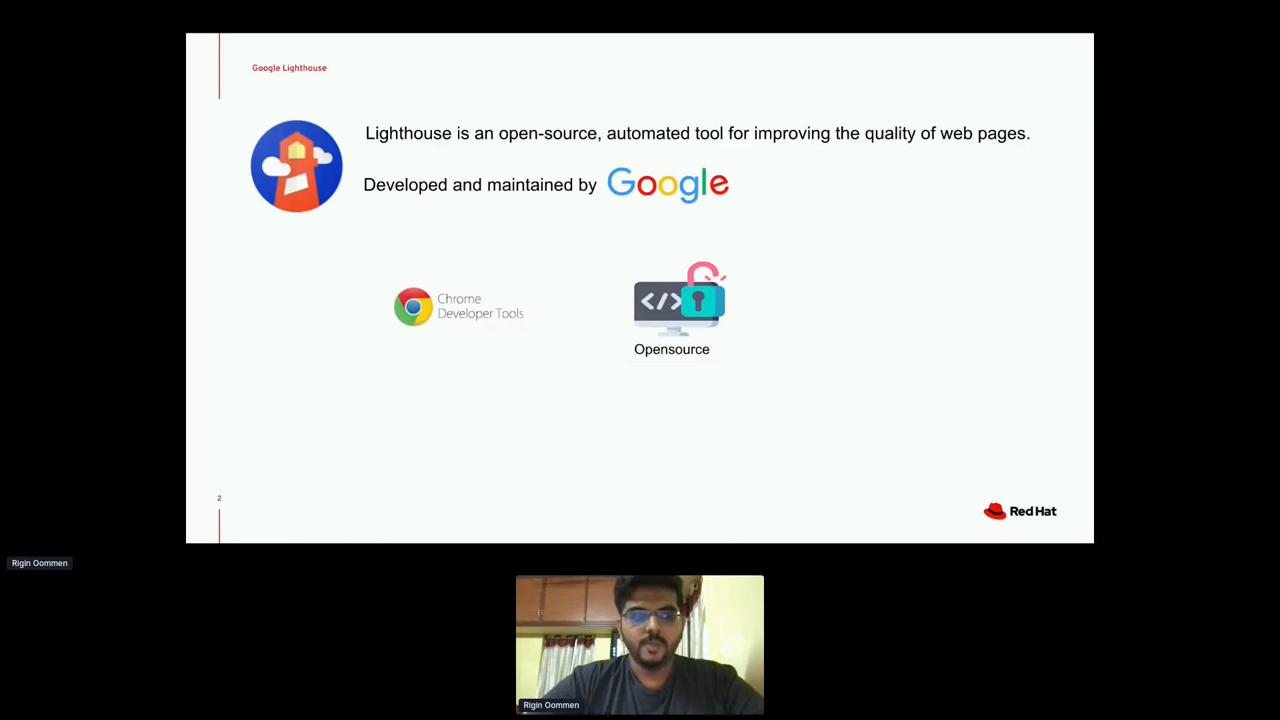 Google Lighthouse
Lighthouse is an open-source, automated tool for improving the quality of web pages.
Developed and maintained by Google
Chrome
Developer Tools
</>
Opensource
2
Red Hat
Rigin Oommen
Rigin Oommen